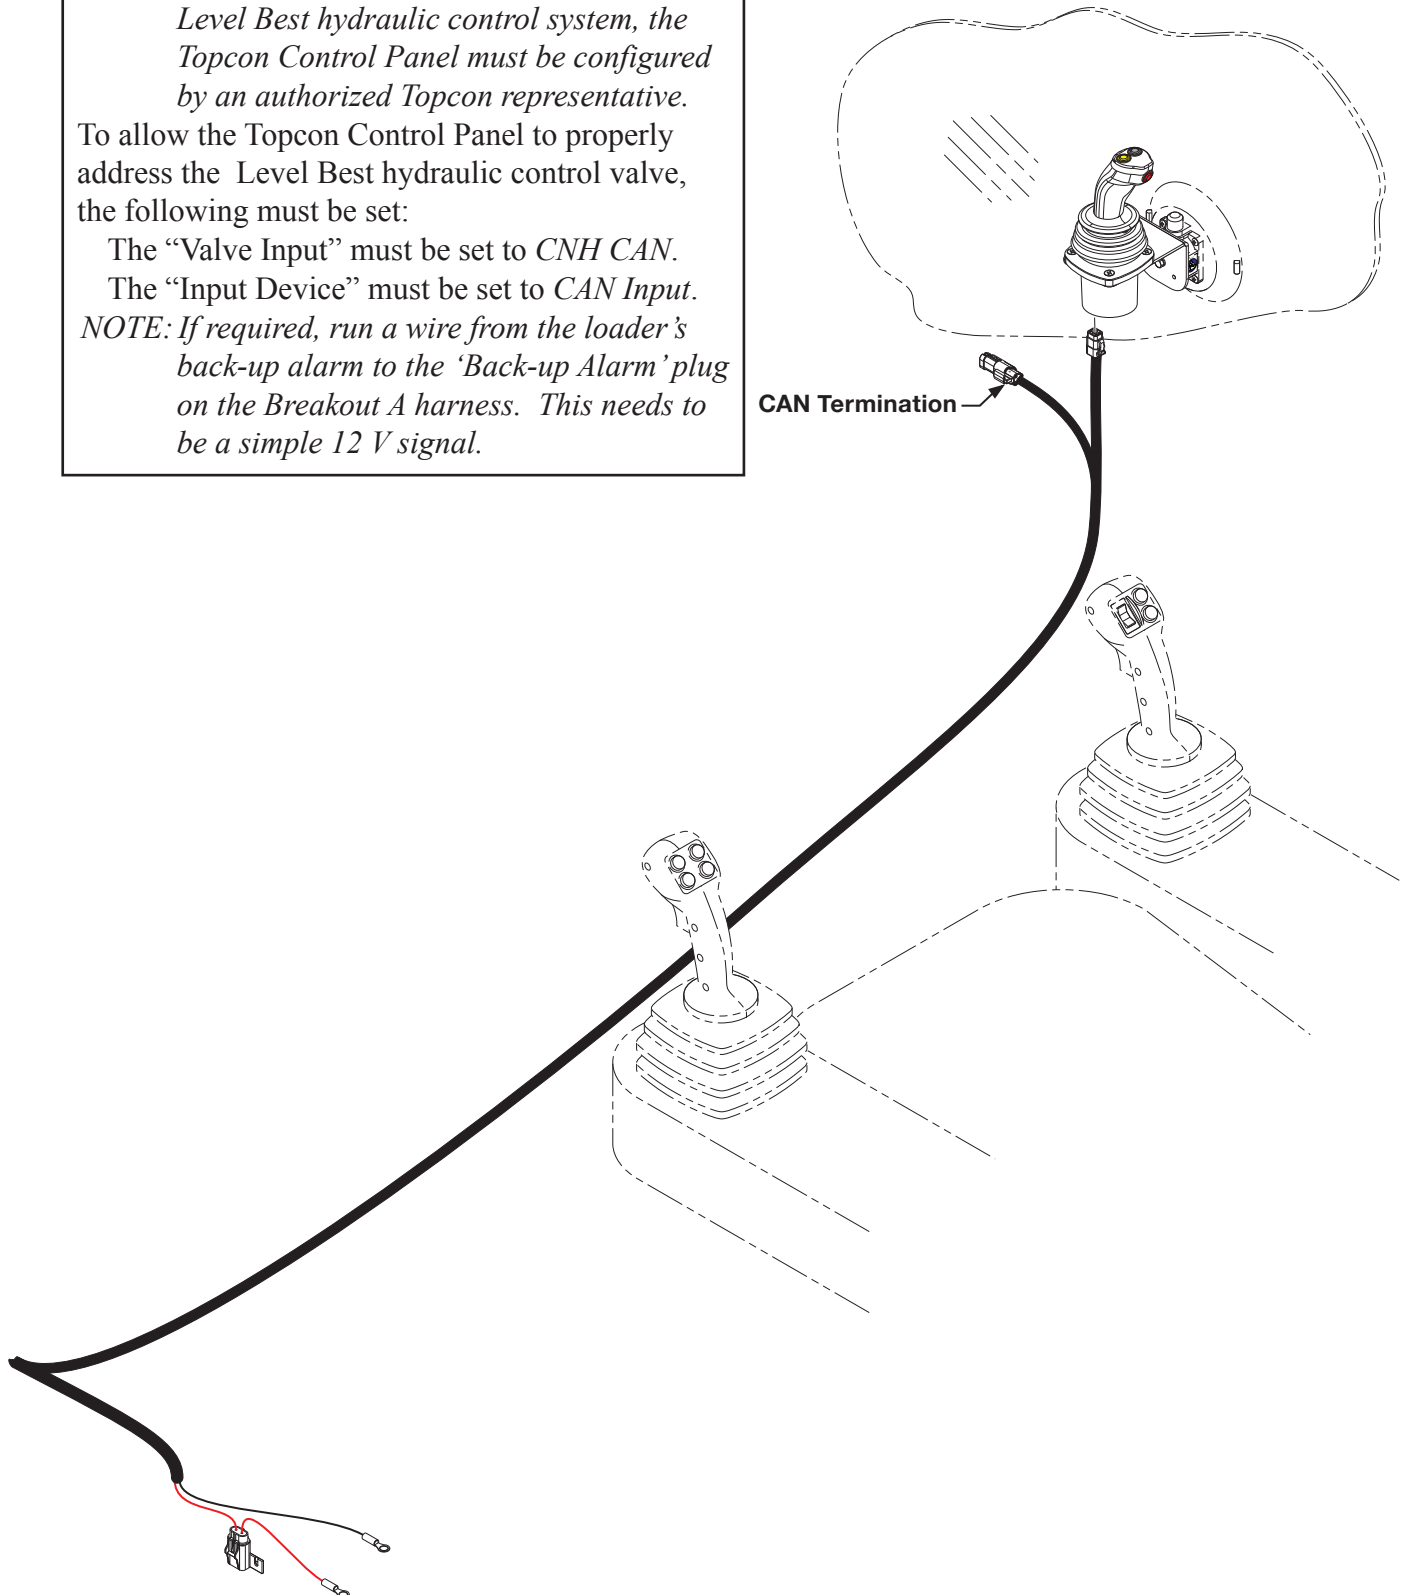 Level Best hydraulic control system, the
Topcon Control Panel must be configured
by an authorized Topcon representative.
To allow the Topcon Control Panel to properly
address the  Level Best hydraulic control valve,
the following must be set:
The “Valve Input” must be set to CNH CAN.
The “Input Device” must be set to CAN Input.
NOTE: If required, run a wire from the loader’s
back-up alarm to the ‘Back-up Alarm’ plug
on the Breakout A harness.  This needs to
be a simple 12 V signal.
CAN Termination